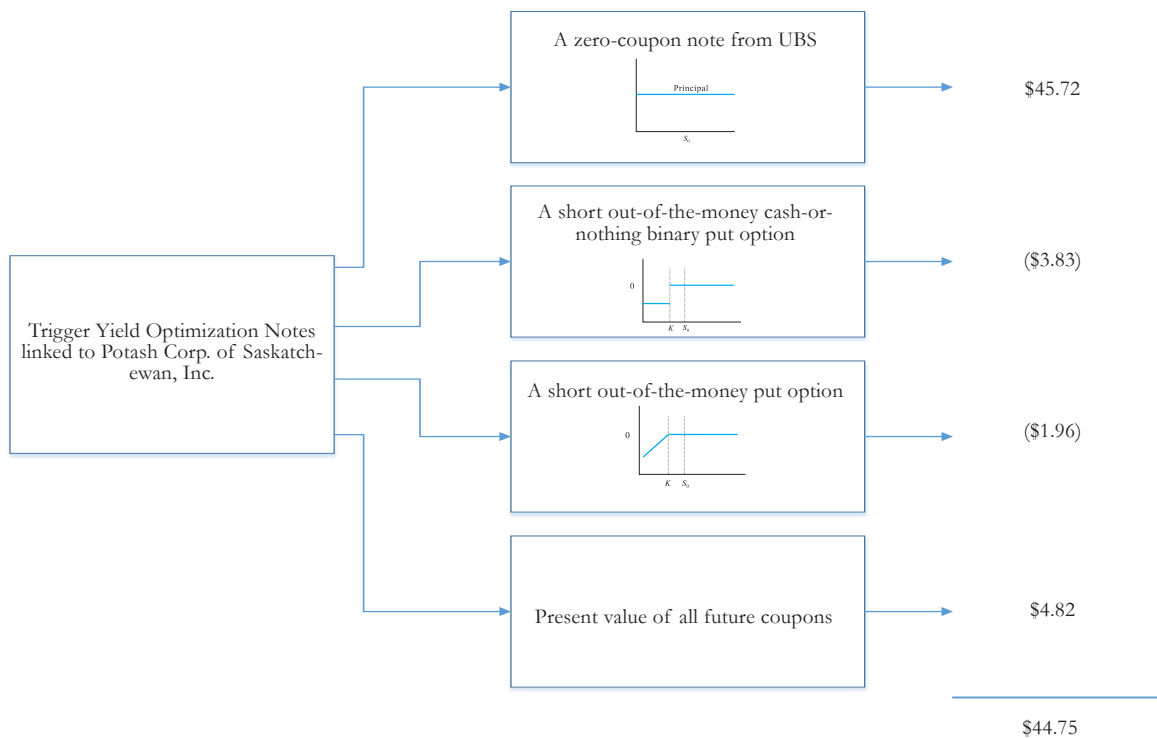 A zero-coupon note from UBS
Principal
S0
$45.72
A short out-of-the-money cash-or-
nothing binary put option
0
K S0
($3.83)
Trigger Yield Optimization Notes
linked to Potash Corp. of Saskatch-
ewan, Inc.
A short out-of-the-money put option
0
K S0
($1.96)
Present value of all future coupons
$4.82
$44.75